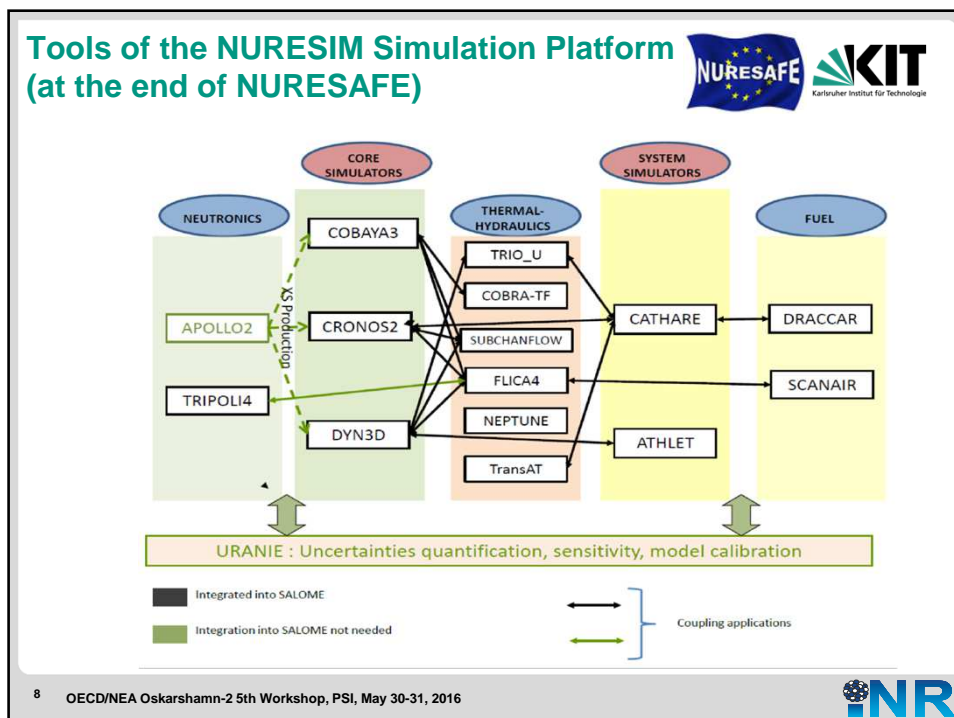 Tools of the NURESIM Simulation Platform
(at the end of NURESAFE)
NURESAFE
KIT
Karlsruher Institut für Technologie
CORE
SIMULATORS
SYSTEM
SIMULATORS
NEUTRONICS
THERMAL-
HYDRAULICS
FUEL
COBAYA3
TRIO_U
COBRA-TF
XS Production
APOLLO2
CRONOS2
SUBCHANFLOW
CATHARE
DRACCAR
FLICA4
SCANAIR
TRIPOLI4
NEPTUNE
DYN3D
ATHLET
TransAT
URANIE : Uncertainties quantification, sensitivity, model calibration
Integrated into SALOME
Integration into SALOME not needed
Coupling applications
8 OECD/NEA Oskarshamn-2 5th Workshop, PSI, May 30-31, 2016
iNR